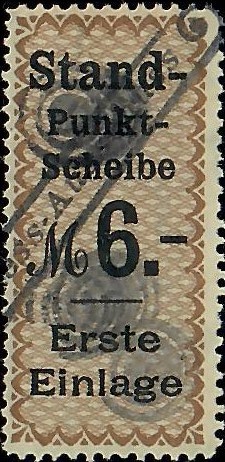 Stand-
Punkt-
Scheibe
M 6.-
Erste
Einlage